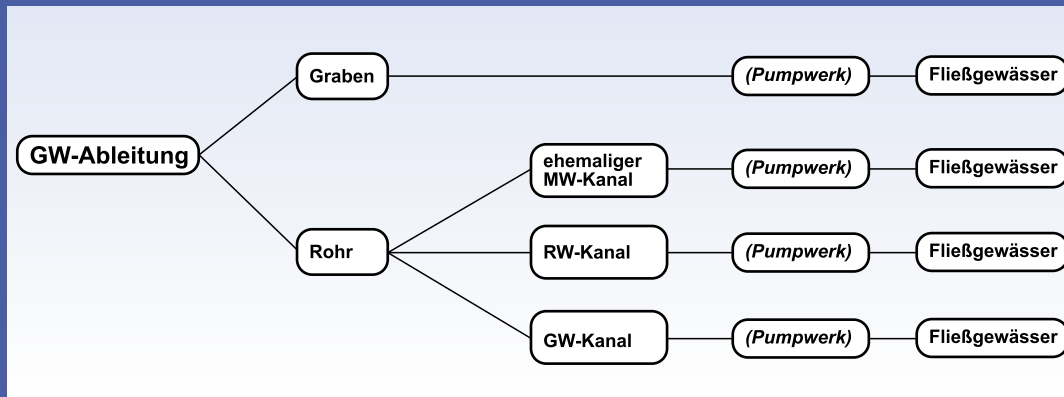 GW-Ableitung
Graben
(Pumpwerk)
Fließgewässer
Rohr
ehemaliger
MW-Kanal
(Pumpwerk)
Fließgewässer
RW-Kanal
(Pumpwerk)
Fließgewässer
GW-Kanal
(Pumpwerk)
Fließgewässer